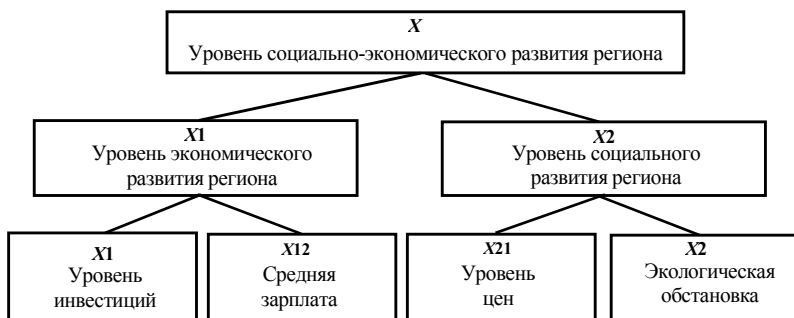 X
Уровень социально-экономического развития региона
X1
Уровень экономического
развития региона
X2
Уровень социального
развития региона
X1
Уровень
инвестиций
X12
Средняя
зарплата
X21
Уровень
цен
X2
Экологическая
обстановка